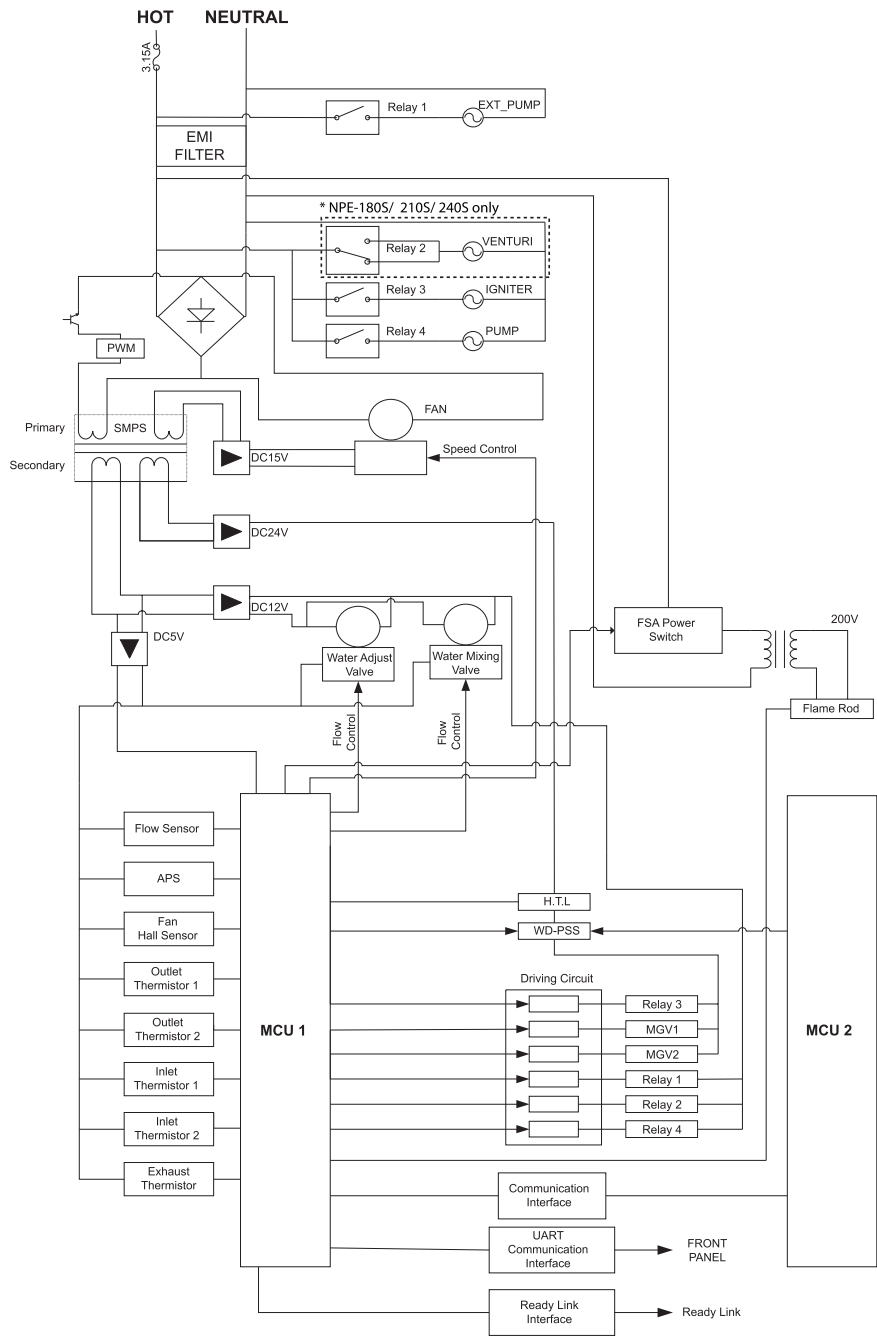 HOT
NEUTRAL
3.15A
Relay 1
EXT_PUMP
EMI
FILTER
* NPE-180S/ 210S/ 240S only
Relay 2
VENTURI
Relay 3
IGNITER
Relay 4
PUMP
PWM
FAN
Primary
SMPS
Speed Control
Secondary
DC15V
DC24V
DC12V
DC5V
FSA Power
Switch
200V
Water Adjust
Valve
Water Mixing
Valve
Flame Rod
Flow
Control
Flow
Control
Flow Sensor
APS
Fan
Hall Sensor
Outlet
Thermistor 1
Outlet
Thermistor 2
Inlet
Thermistor 1
Inlet
Thermistor 2
Exhaust
Thermistor
MCU 1
H.T.L
WD-PSS
Driving Circuit
Relay 3
MGV1
MGV2
Relay 1
Relay 2
Relay 4
MCU 2
Communication
Interface
UART
Communication
Interface
FRONT
PANEL
Ready Link
Interface
Ready Link